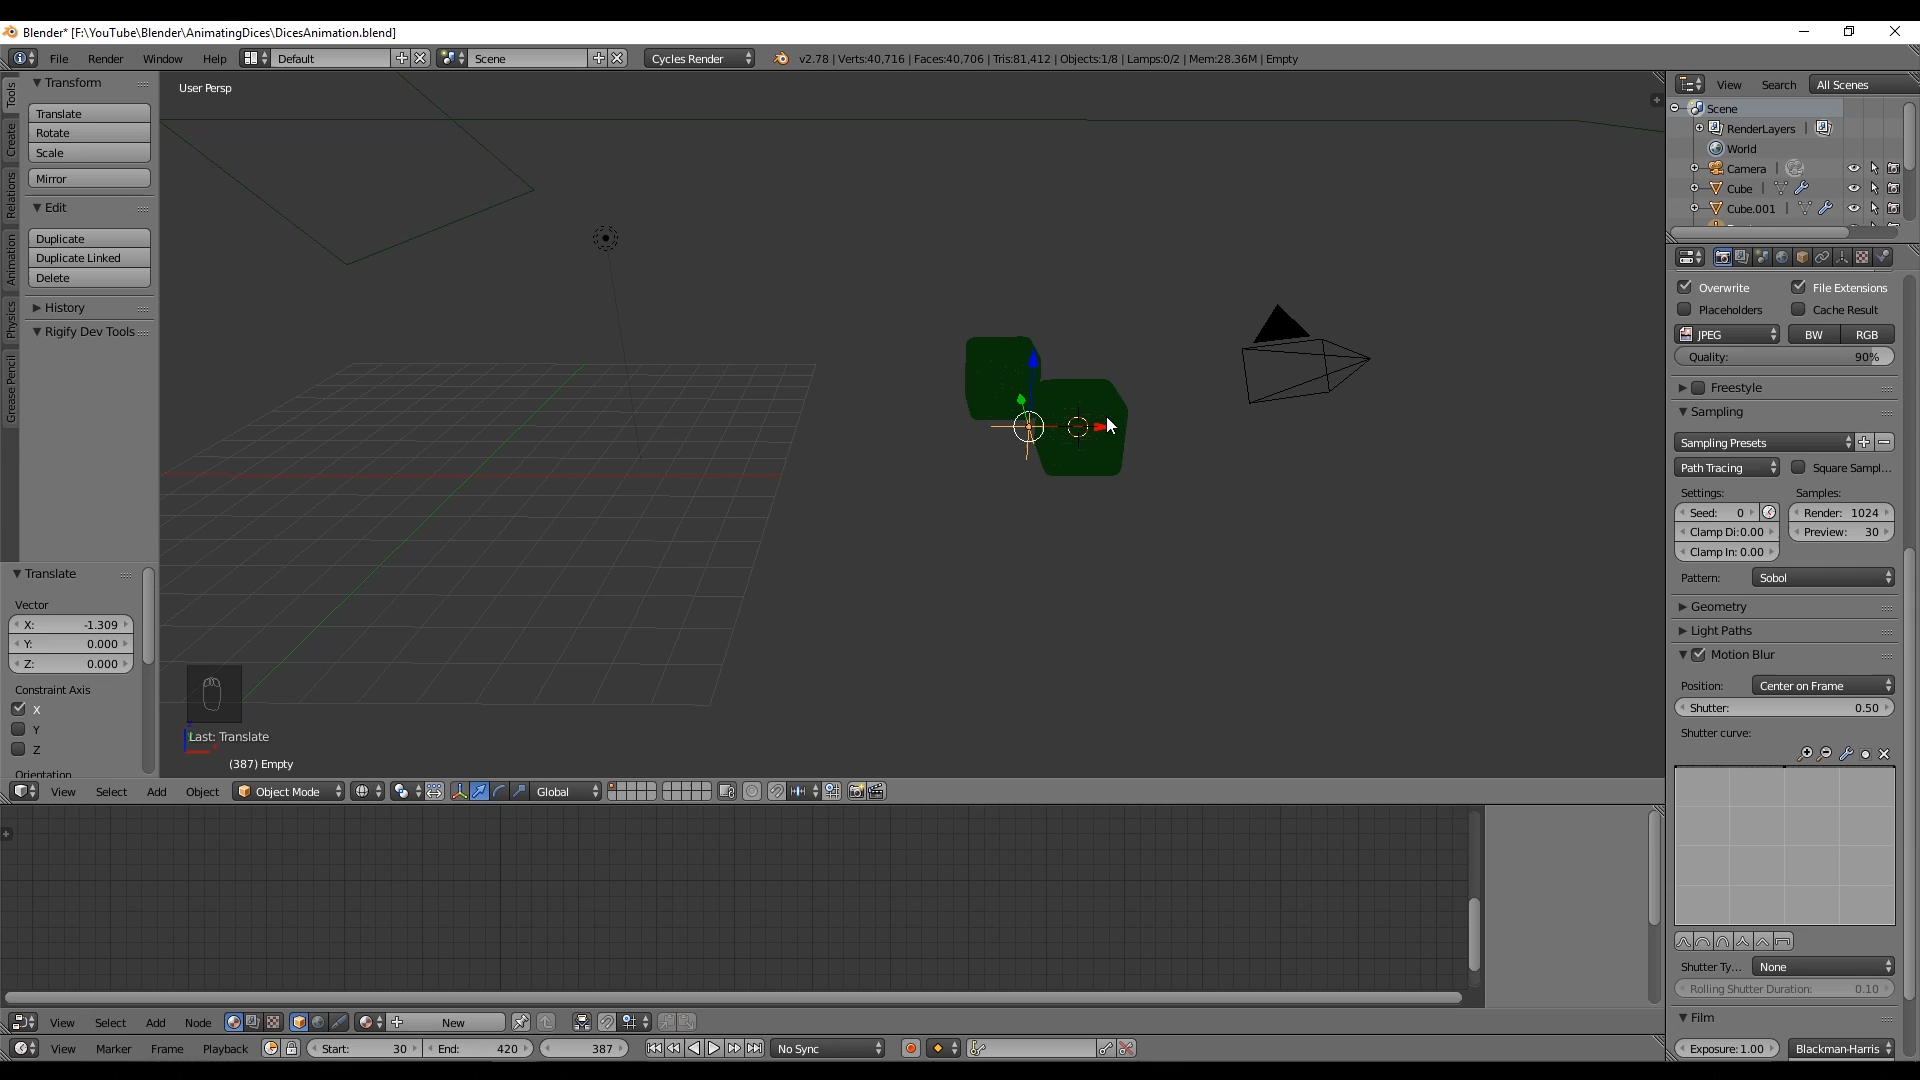 Blender* [F:\YouTube\Blender\AnimatingDices\DicesAnimation.blend]
File Render Window Help Default Scene Cycles Render v2.78 | Verts:40,716 | Faces:40,706 | Tris:81,412 | Objects:1/8 | Lamps:0/2 | Mem:28.36M | Empty
Tools
Create
Relations
Animation
Physics
Grease Pencil
Transform
Translate
Rotate
Scale
Mirror
Edit
Duplicate
Duplicate Linked
Delete
History
Rigify Dev Tools
Translate
Vector
X: -1.309
Y: 0.000
Z: 0.000
Constraint Axis
X
Y
Z
Orientation
User Persp
Last: Translate
(387) Empty
View Select Add Object Object Mode Global
View Select Add Node New
View Marker Frame Playback Start: 30 End: 420 387 No Sync
View Search All Scenes
Scene
RenderLayers |
World
Camera |
Cube |
Cube.001 |
Overwrite File Extensions
Placeholders Cache Result
JPEG BW RGB
Quality: 90%
Freestyle
Sampling
Sampling Presets
Path Tracing Square Sampl...
Settings: Samples:
Seed: 0 Render: 1024
Clamp Di:0.00 Preview: 30
Clamp In: 0.00
Pattern: Sobol
Geometry
Light Paths
Motion Blur
Position: Center on Frame
Shutter: 0.50
Shutter curve:
Shutter Ty... None
Rolling Shutter Duration: 0.10
Film
Exposure:1.00 Blackman-Harris